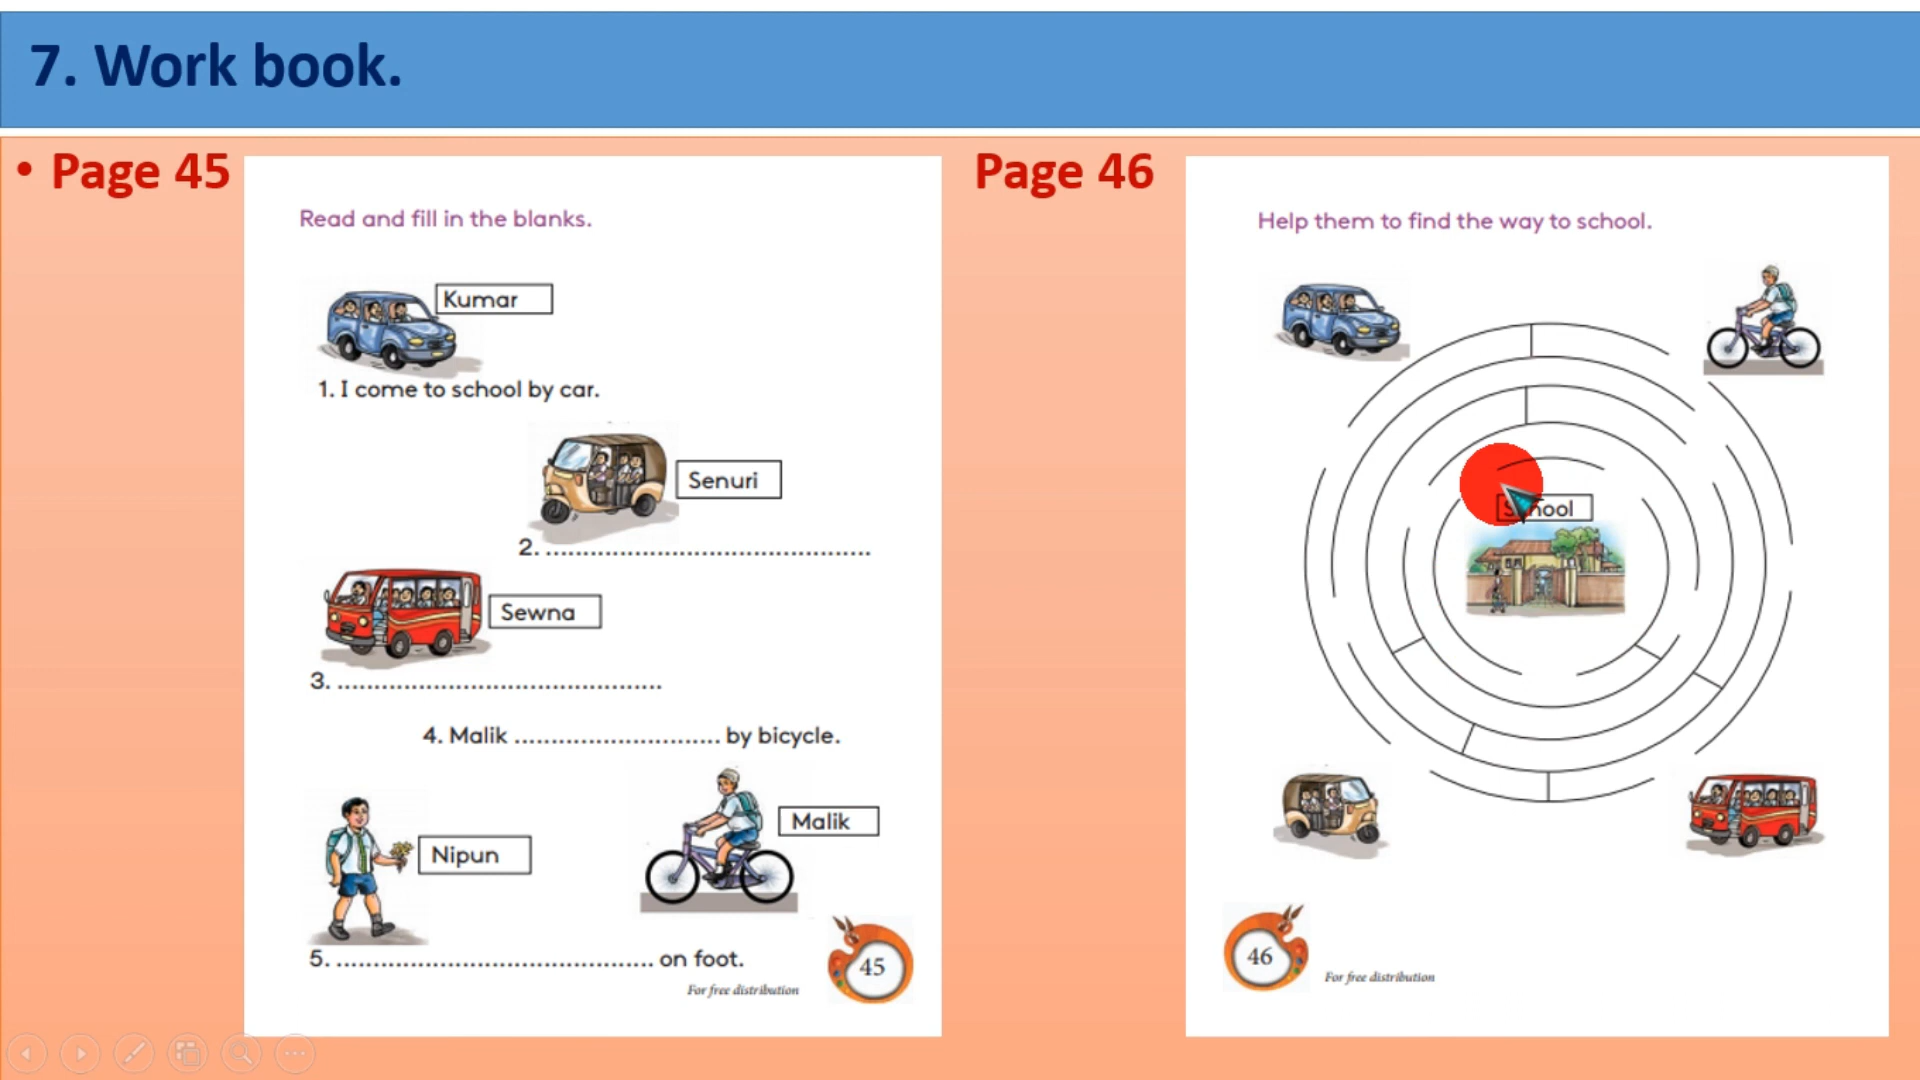 7. Work book.
• Page 45
Read and fill in the blanks.
Kumar
1. I come to school by car.
Senuri
2. ............................................
Sewna
3. ............................................
4. Malik ............................ by bicycle.
Malik
Nipun
5. ........................................... on foot.
45
For free distribution
Page 46
Help them to find the way to school.
School
46
For free distribution